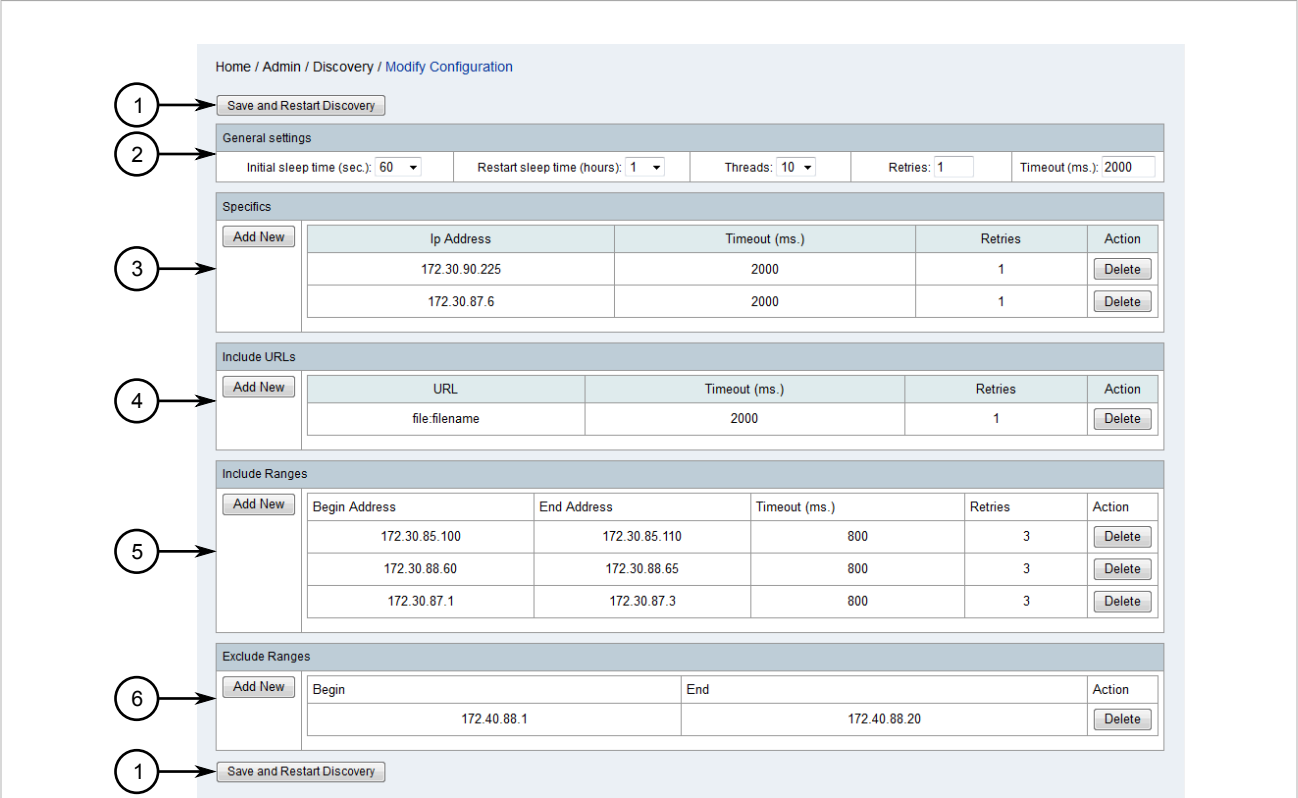 Home / Admin / Discovery / Modify Configuration
1
Save and Restart Discovery
General settings
2
Initial sleep time (sec.): 60 Restart sleep time (hours): 1 Threads: 10 Retries: 1 Timeout (ms.): 2000
Specifics
Add New Ip Address Timeout (ms.) Retries Action
3
172.30.90.225 2000 1 Delete
172.30.87.6 2000 1 Delete
Include URLs
Add New URL Timeout (ms.) Retries Action
4
file:filename 2000 1 Delete
Include Ranges
Add New Begin Address End Address Timeout (ms.) Retries Action
172.30.85.100 172.30.85.110 800 3 Delete
5
172.30.88.60 172.30.88.65 800 3 Delete
172.30.87.1 172.30.87.3 800 3 Delete
Exclude Ranges
Add New Begin End Action
6
172.40.88.1 172.40.88.20 Delete
1
Save and Restart Discovery